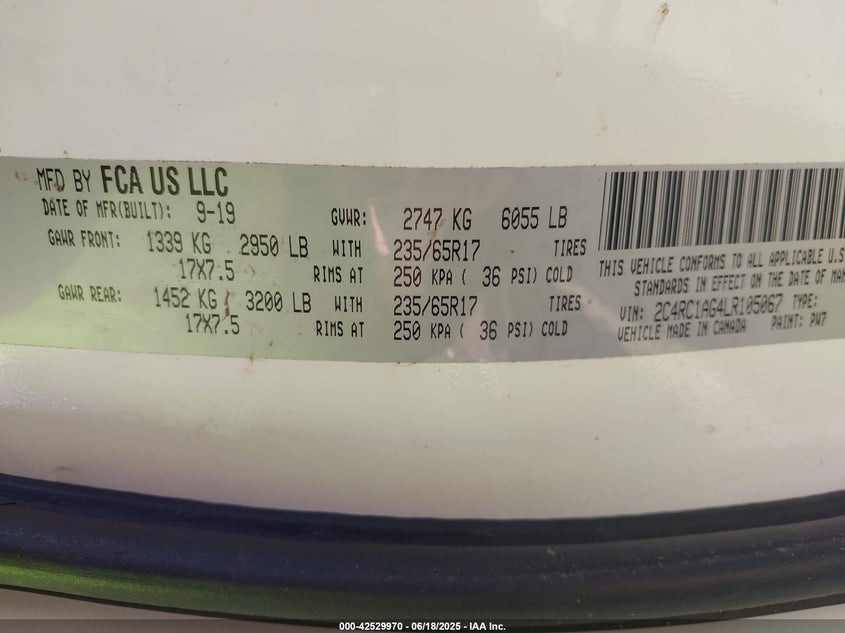 MFD BY FCA US LLC
DATE OF MFR(BUILT): 9-19 GVWR: 2747 KG 6055 LB
GAWR FRONT: 1339 KG 2950 LB WITH 235/65R17 TIRES
17X7.5 RIMS AT 250 KPA ( 36 PSI) COLD
GAWR REAR: 1452 KG 3200 LB WITH 235/65R17 TIRES
17X7.5 RIMS AT 250 KPA ( 36 PSI) COLD
THIS VEHICLE CONFORMS TO ALL APPLICABLE U.S
STANDARDS IN EFFECT ON THE DATE OF MAN
VIN: 2C4RC1AG4LR105067 TYPE:
VEHICLE MADE IN CANADA PAINT: PW7
000-42529970 - 06/18/2025 - IAA Inc.